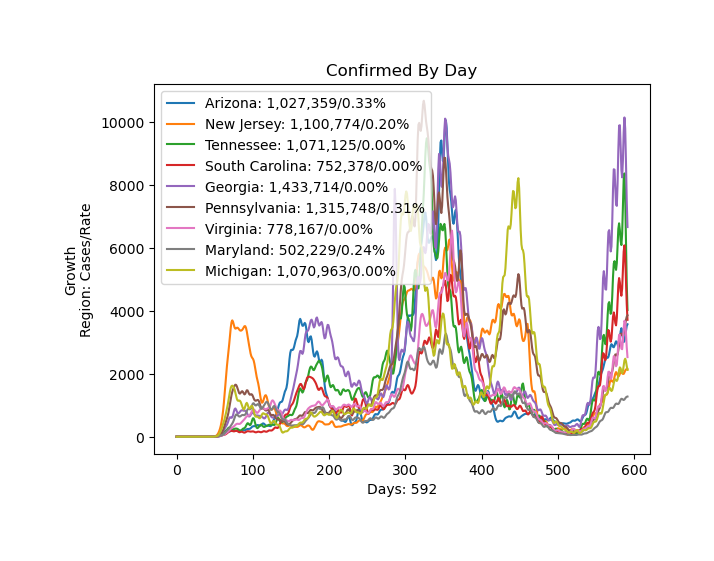 Confirmed By Day
Growth
Region: Cases/Rate
10000
8000
6000
4000
2000
0
Arizona: 1,027,359/0.33%
New Jersey: 1,100,774/0.20%
Tennessee: 1,071,125/0.00%
South Carolina: 752,378/0.00%
Georgia: 1,433,714/0.00%
Pennsylvania: 1,315,748/0.31%
Virginia: 778,167/0.00%
Maryland: 502,229/0.24%
Michigan: 1,070,963/0.00%
0 100 200 300 400 500 600
Days: 592